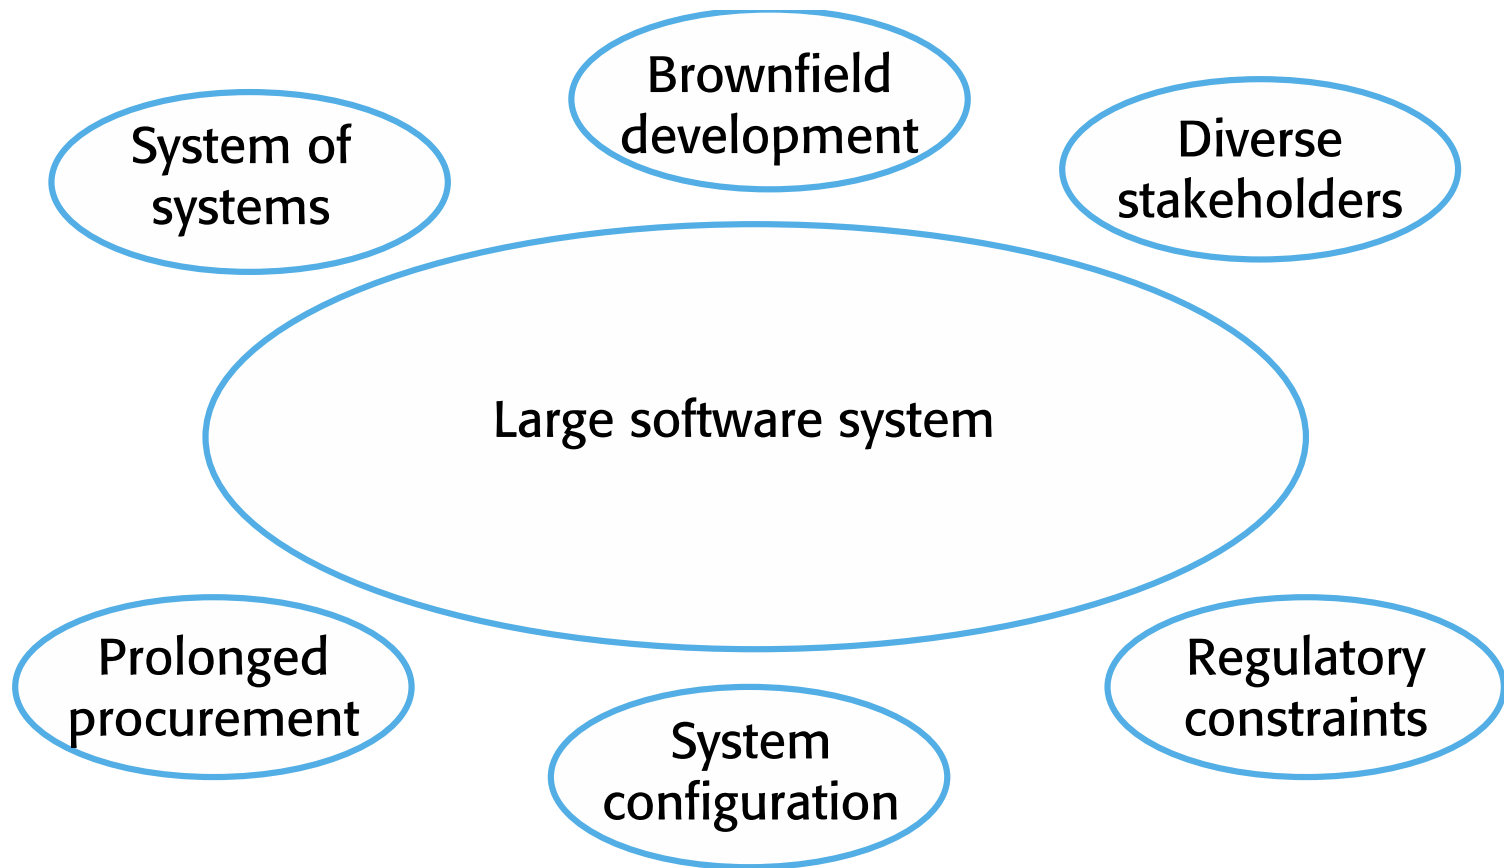 Brownfield
development
System of
systems
Diverse
stakeholders
Large software system
Prolonged
procurement
System
configuration
Regulatory
constraints